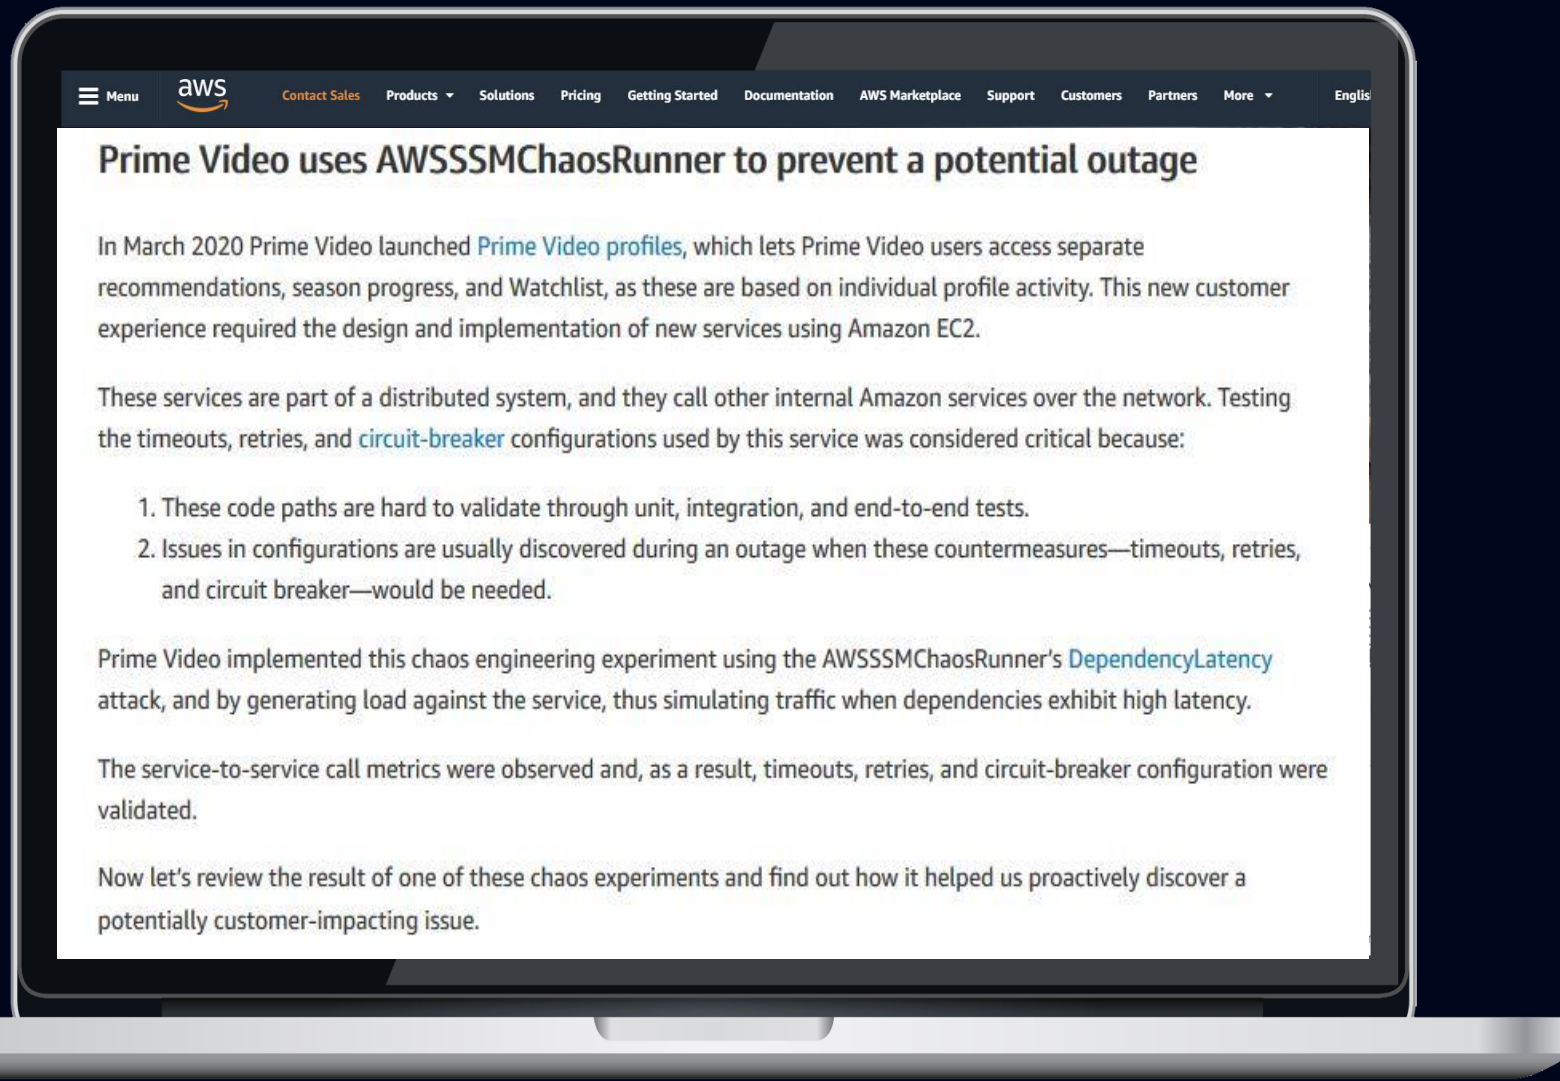 Menu
aws
Contact Sales Products Solutions Pricing Getting Started Documentation AWS Marketplace Support Customers Partners More
Prime Video uses AWSSSMChaosRunner to prevent a potential outage
In March 2020 Prime Video launched Prime Video profiles, which lets Prime Video users access separate
recommendations, season progress, and Watchlist, as these are based on individual profile activity. This new customer
experience required the design and implementation of new services using Amazon EC2.
These services are part of a distributed system, and they call other internal Amazon services over the network. Testing
the timeouts, retries, and circuit-breaker configurations used by this service was considered critical because:
1. These code paths are hard to validate through unit, integration, and end-to-end tests.
2. Issues in configurations are usually discovered during an outage when these countermeasures—timeouts, retries,
and circuit breaker—would be needed.
Prime Video implemented this chaos engineering experiment using the AWSSSMChaosRunner's DependencyLatency
attack, and by generating load against the service, thus simulating traffic when dependencies exhibit high latency.
The service-to-service call metrics were observed and, as a result, timeouts, retries, and circuit-breaker configuration were
validated.
Now let's review the result of one of these chaos experiments and find out how it helped us proactively discover a
potentially customer-impacting issue.